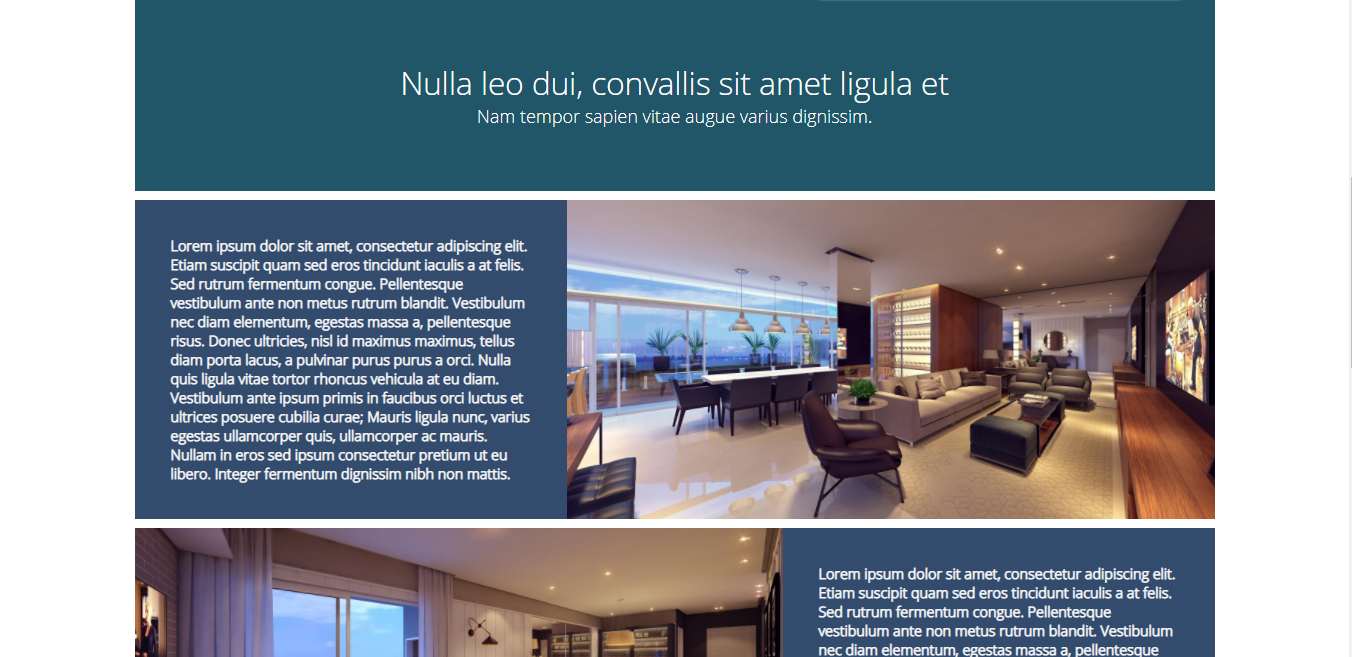 Nulla leo dui, convallis sit amet ligula et
Nam tempor sapien vitae augue varius dignissim.
Lorem ipsum dolor sit amet, consectetur adipiscing elit.
Etiam suscipit quam sed eros tincidunt iaculis a at felis.
Sed rutrum fermentum congue. Pellentesque
vestibulum ante non metus rutrum blandit. Vestibulum
nec diam elementum, egestas massa a, pellentesque
risus. Donec ultricies, nisl id maximus maximus, tellus
diam porta lacus, a pulvinar purus purus a orci. Nulla
quis ligula vitae tortor rhoncus vehicula at eu diam.
Vestibulum ante ipsum primis in faucibus orci luctus et
ultrices posuere cubilia curae; Mauris ligula nunc, varius
egestas ullamcorper quis, ullamcorper ac mauris.
Nullam in eros sed ipsum consectetur pretium ut eu
libero. Integer fermentum dignissim nibh non mattis.
Lorem ipsum dolor sit amet, consectetur adipiscing elit.
Etiam suscipit quam sed eros tincidunt iaculis a at felis.
Sed rutrum fermentum congue. Pellentesque
vestibulum ante non metus rutrum blandit. Vestibulum
nec diam elementum, egestas massa a, pellentesque